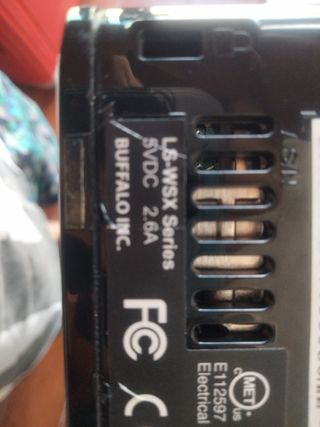 LS-WSX Series
5VDC 2.6A
BUFFALO INC.
FC
c MET us
E112597
Electrical
S/N